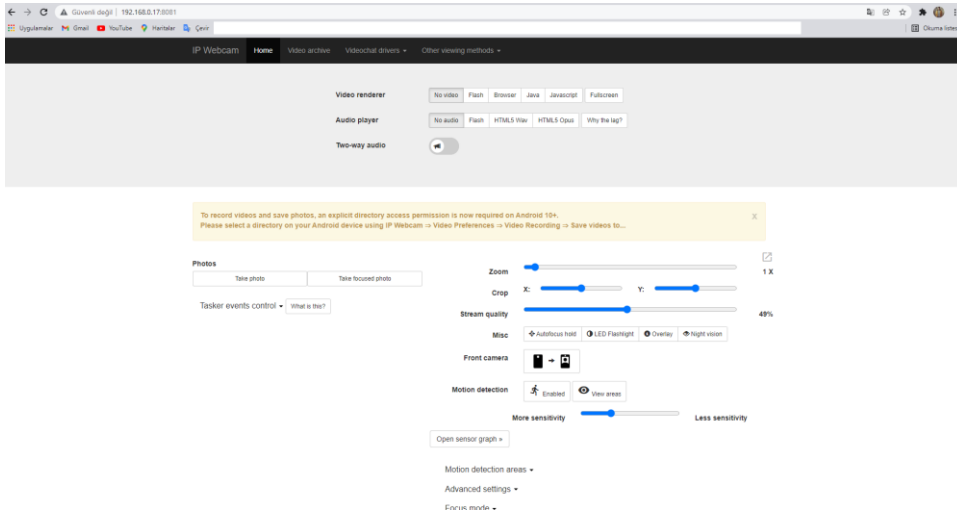 Güvenli değil | 192.168.0.17:8081
Uygulamalar Gmail YouTube Haritalar Çevir Okuma listesi
IP Webcam Home Video archive Videochat drivers Other viewing methods
Video renderer No video Flash Browser Java Javascript Fullscreen
Audio player No audio Flash HTML5 Wav HTML5 Opus Why the lag?
Two-way audio
To record videos and save photos, an explicit directory access permission is now required on Android 10+. X
Please select a directory on your Android device using IP Webcam ⇒ Video Preferences ⇒ Video Recording ⇒ Save videos to...
Photos
Take photo Take focused photo
Tasker events control What is this?
Zoom 1 X
Crop X: Y:
Stream quality 49%
Misc Autofocus hold LED Flashlight Overlay Night vision
Front camera
Motion detection Enabled View areas
More sensitivity Less sensitivity
Open sensor graph »
Motion detection areas
Advanced settings
Focus mode